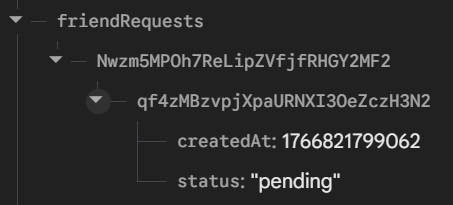 friendRequests
Nwzm5MPOh7ReLipZVfjfRHGY2MF2
qf4zMBzvpjXpaURNXI3OeZczH3N2
createdAt: 1766821799062
status: "pending"